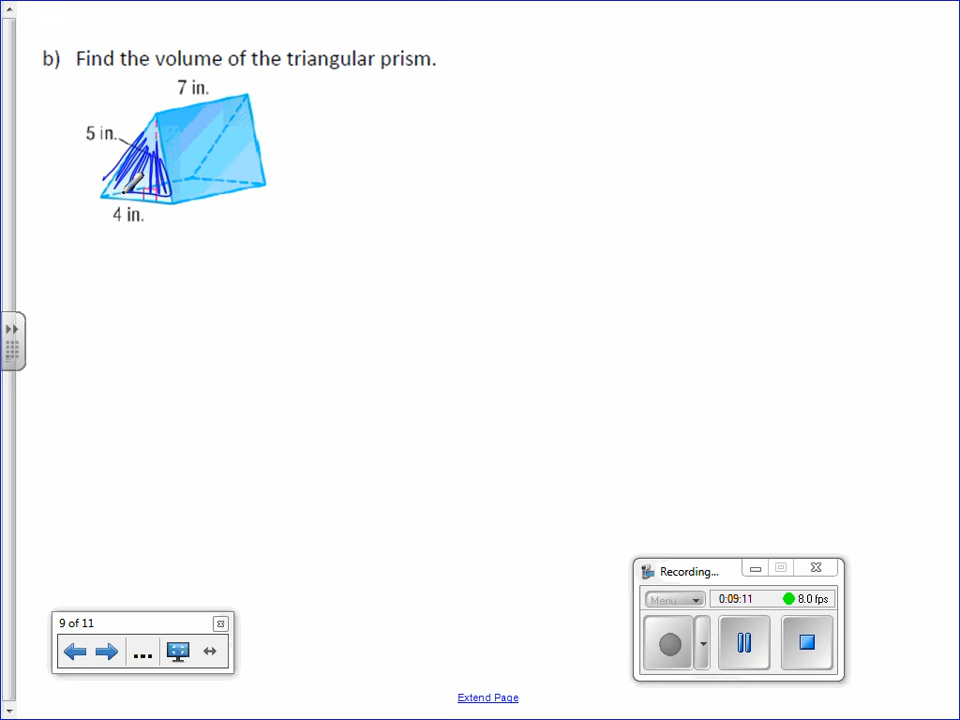 b) Find the volume of the triangular prism.
7 in.
5 in.
4 in.
Recording...
Menu
0:09:11
8.0 fps
9 of 11
...
Extend Page